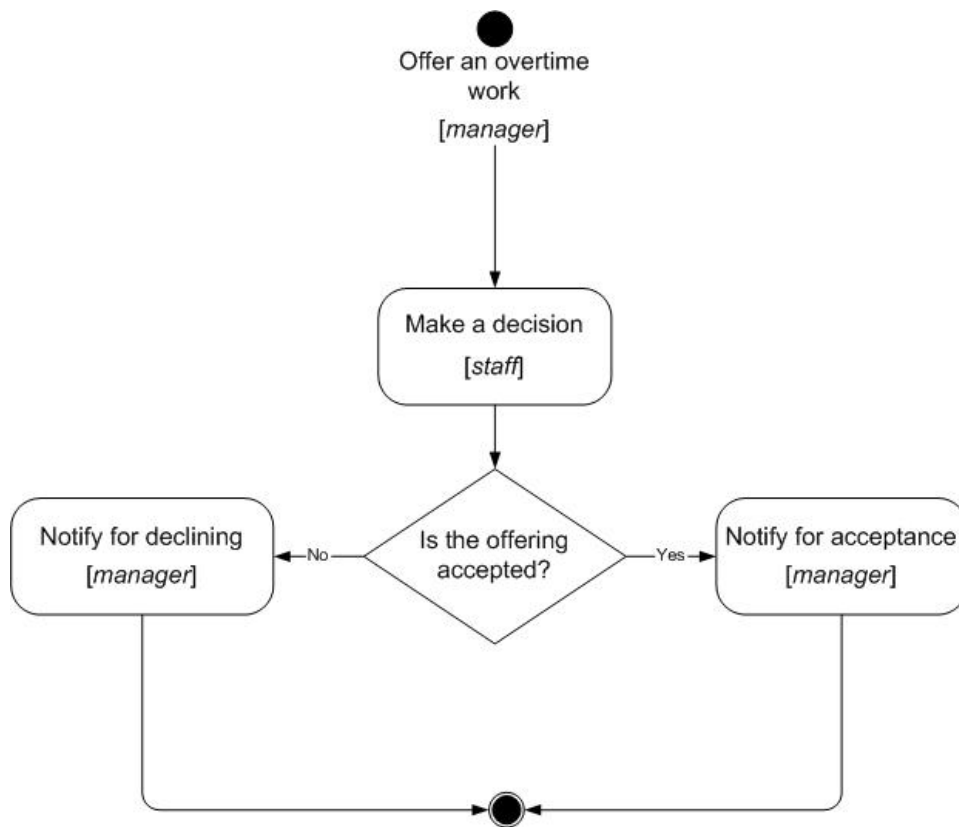 Offer an overtime
work
[manager]
Make a decision
[staff]
Is the offering
accepted?
No
Yes
Notify for declining
[manager]
Notify for acceptance
[manager]